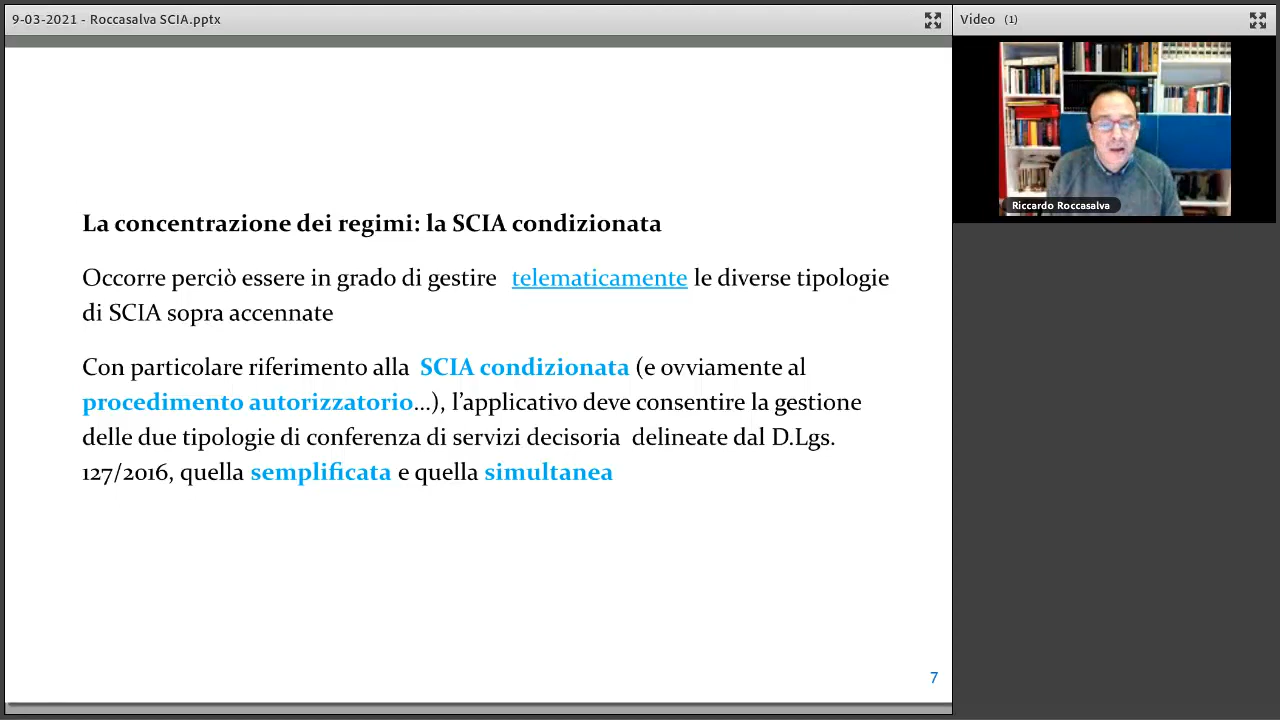 9-03-2021 - Roccasalva SCIA.pptx
Video (1)
Riccardo Roccasalva
La concentrazione dei regimi: la SCIA condizionata
Occorre perciò essere in grado di gestire telematicamente le diverse tipologie
di SCIA sopra accennate
Con particolare riferimento alla SCIA condizionata (e ovviamente al
procedimento autorizzatorio...), l’applicativo deve consentire la gestione
delle due tipologie di conferenza di servizi decisoria delineate dal D.Lgs.
127/2016, quella semplificata e quella simultanea
7